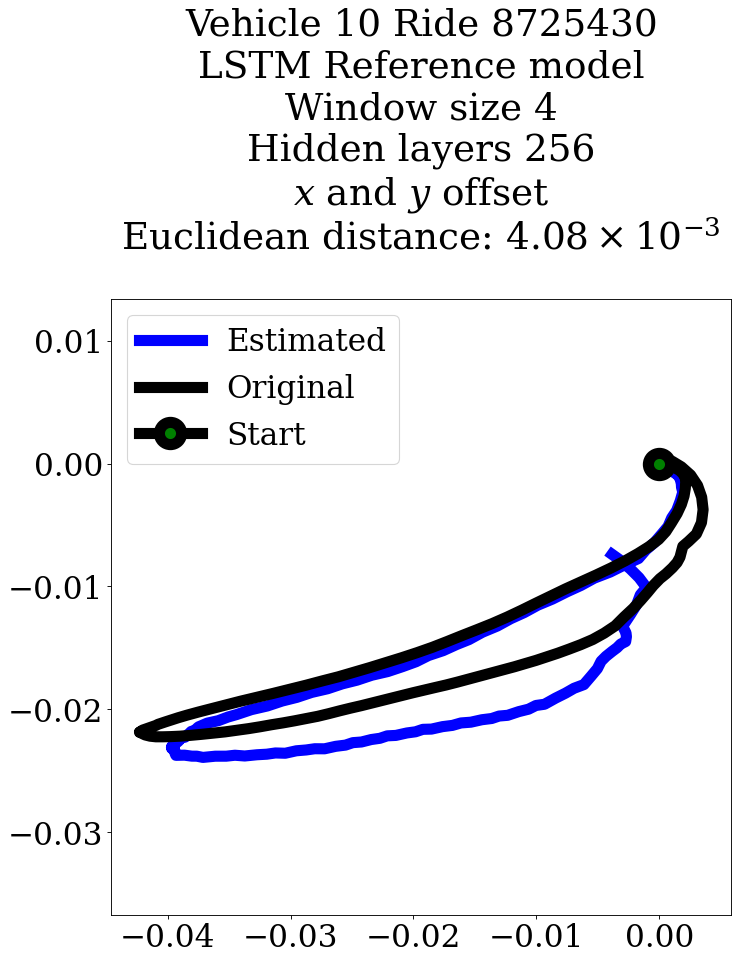 Vehicle 10 Ride 8725430
LSTM Reference model
Window size 4
Hidden layers 256
x and y offset
Euclidean distance: 4.08 × 10⁻³
Estimated
Original
Start
0.01
0.00
−0.01
−0.02
−0.03
−0.04 −0.03 −0.02 −0.01 0.00